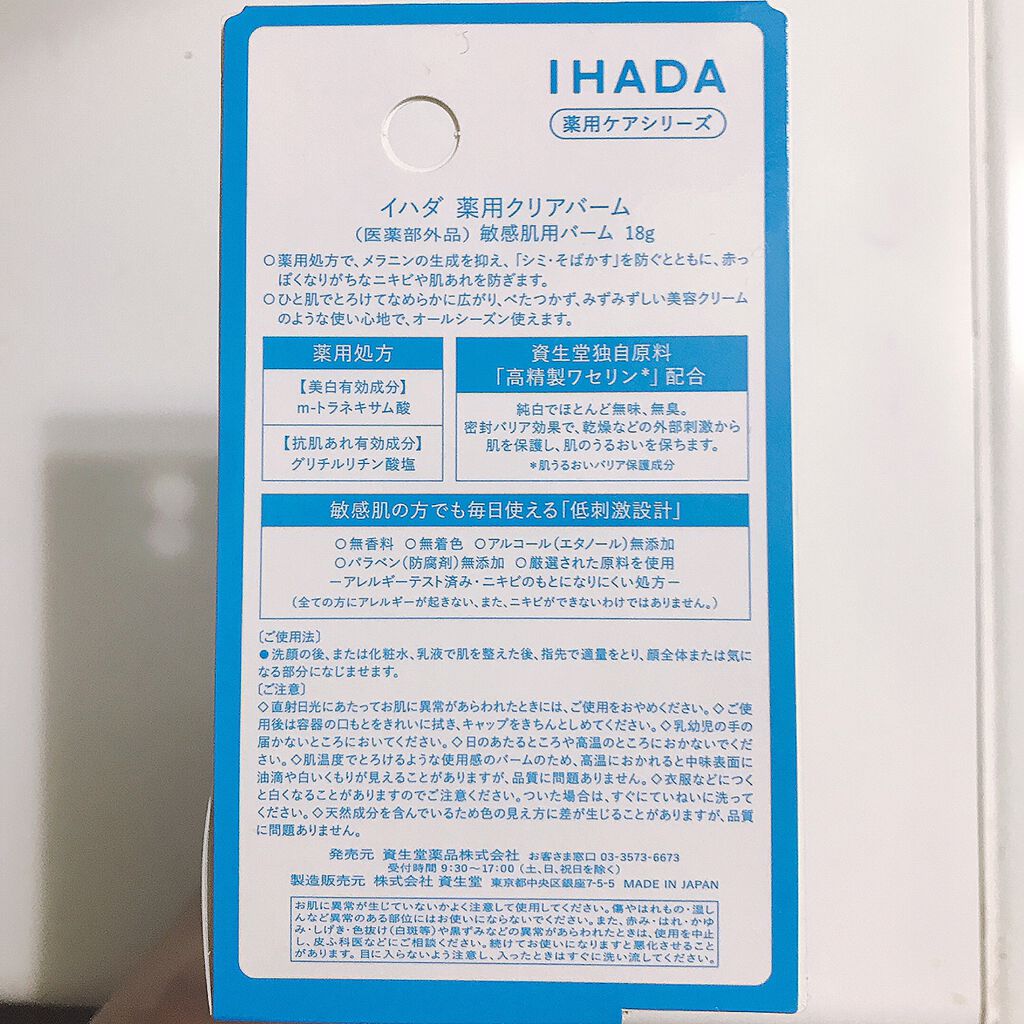 IHADA
薬用ケアシリーズ
イハダ 薬用クリアバーム
（医薬部外品）敏感肌用バーム 18g
○薬用処方で、メラニンの生成を抑え、「シミ・そばかす」を防ぐとともに、赤っ
ぽくなりがちなニキビや肌あれを防ぎます。
○ひと肌でとろけてなめらかに広がり、べたつかず、みずみずしい美容クリーム
のような使い心地で、オールシーズン使えます。
薬用処方
【美白有効成分】
m-トラネキサム酸
【抗肌あれ有効成分】
グリチルリチン酸塩
資生堂独自原料
「高精製ワセリン*」配合
純白でほとんど無味、無臭。
密封バリア効果で、乾燥などの外部刺激から
肌を保護し、肌のうるおいを保ちます。
*肌うるおいバリア保護成分
敏感肌の方でも毎日使える「低刺激設計」
○無香料 ○無着色 ○アルコール（エタノール）無添加
○パラベン（防腐剤）無添加 ○厳選された原料を使用
－アレルギーテスト済み・ニキビのもとになりにくい処方－
（全ての方にアレルギーが起きない、また、ニキビができないわけではありません。）
〔ご使用法〕
●洗顔の後、または化粧水、乳液で肌を整えた後、指先で適量をとり、顔全体または気に
なる部分になじませます。
〔ご注意〕
◇直射日光にあたってお肌に異常があらわれたときには、ご使用をおやめください。◇ご使
用後は容器の口もとをきれいに拭き、キャップをきちんとしめてください。◇乳幼児の手の
届かないところにおいてください。◇日のあたるところや高温のところにおかないでくだ
さい。◇肌温度でとろけるような使用感のバームのため、高温におかれると中味表面に
油滴や白いくもりが見えることがありますが、品質に問題ありません。◇衣服などにつく
と白くなることがありますのでご注意ください。ついた場合は、すぐにていねいに洗って
ください。◇天然成分を含んでいるため色の見え方に差が生じることがありますが、品質
に問題ありません。
発売元 資生堂薬品株式会社 お客さま窓口 03-3573-6673
受付時間 9:30～17:00（土、日、祝日を除く）
製造販売元 株式会社 資生堂 東京都中央区銀座7-5-5 MADE IN JAPAN
お肌に異常が生じていないかよく注意して使用してください。傷やはれもの・湿し
んなど異常のある部位にはお使いにならないでください。また、赤み・はれ・かゆ
み・しげき・色抜け（白斑等）や黒ずみなどの異常があらわれたときは、使用を中止
し、皮ふ科医などにご相談ください。続けてお使いになりますと悪化させることが
あります。目に入らないよう注意し、入ったときはすぐに洗い流してください。